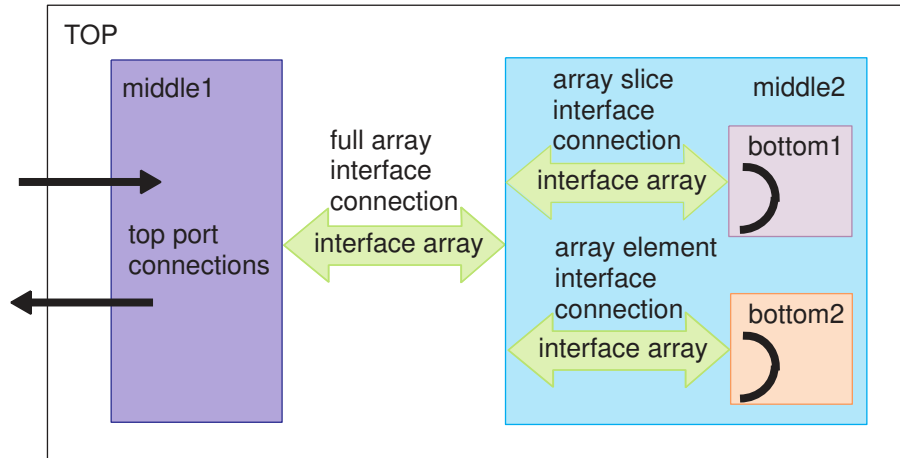 TOP
middle1
top port
connections
full array
interface
connection
interface array
middle2
array slice
interface
connection
interface array
bottom1
array element
interface
connection
interface array
bottom2